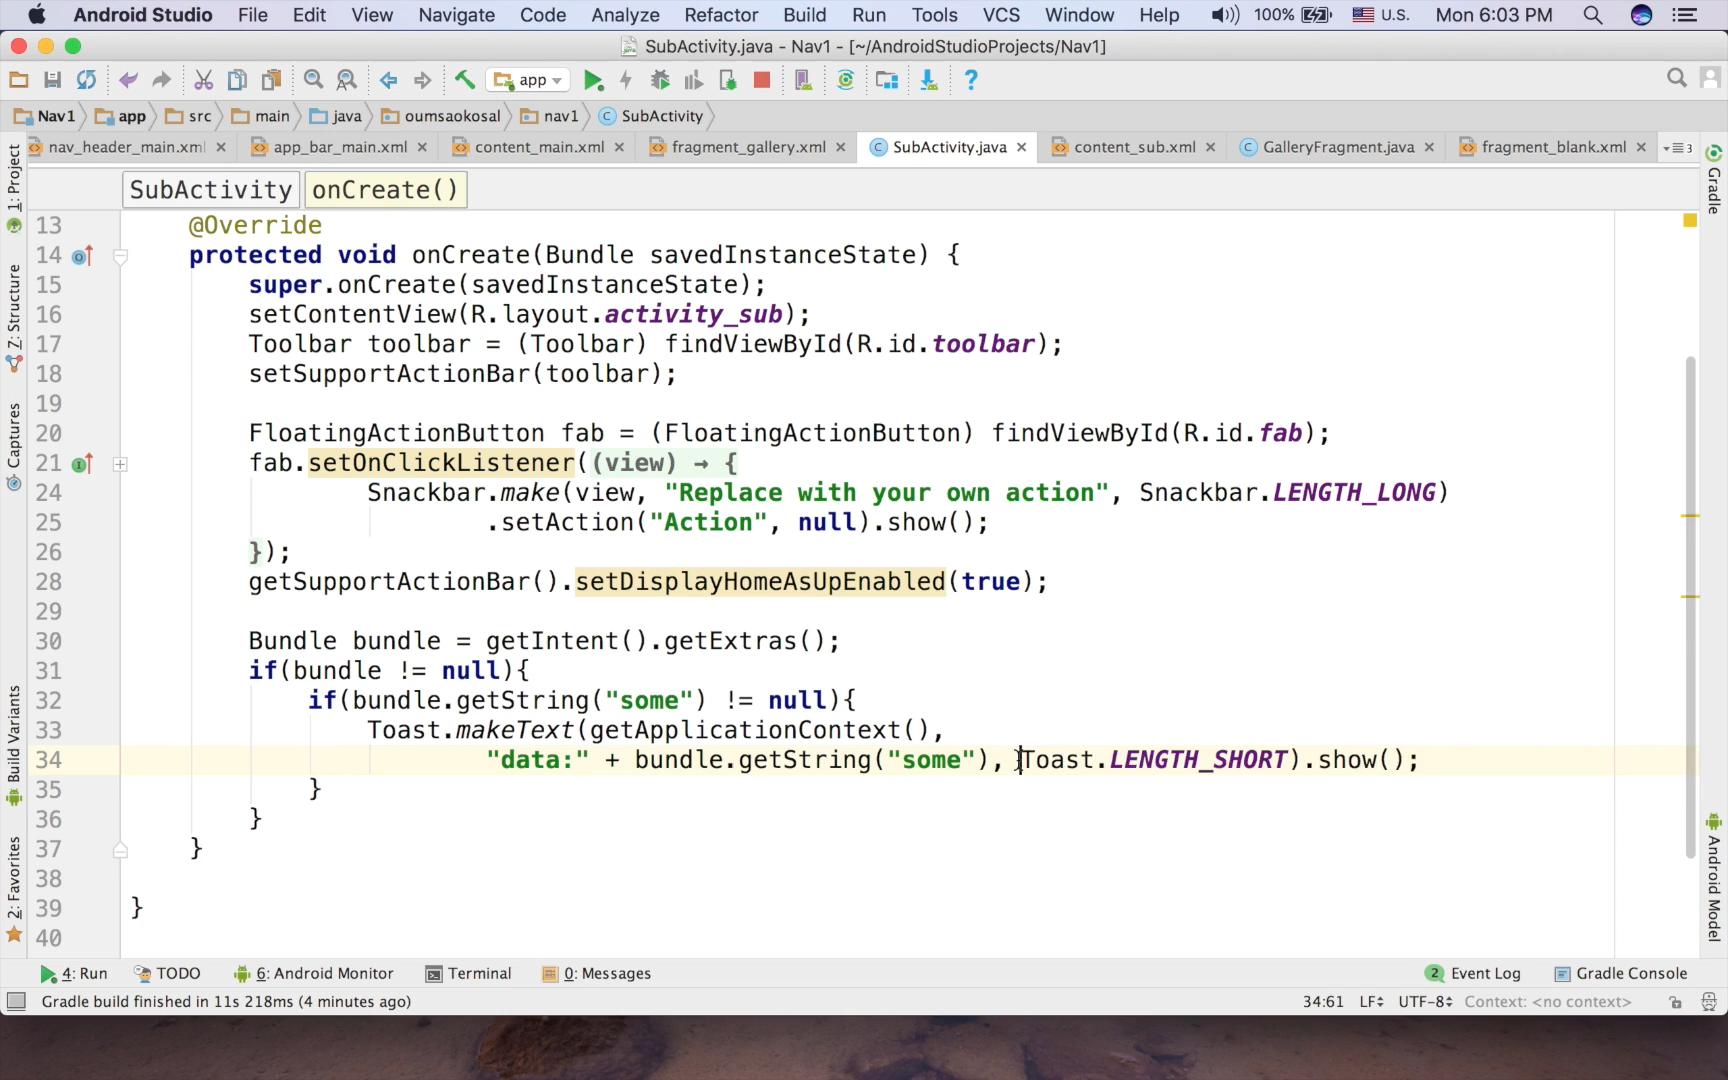 Android Studio File Edit View Navigate Code Analyze Refactor Build Run Tools VCS Window Help 100% U.S. Mon 6:03 PM
SubActivity.java - Nav1 - [~/AndroidStudioProjects/Nav1]
app
Nav1 app src main java oumsaokosal nav1 SubActivity
nav_header_main.xml app_bar_main.xml content_main.xml fragment_gallery.xml SubActivity.java content_sub.xml GalleryFragment.java fragment_blank.xml 3
SubActivity onCreate()
13 @Override
14 protected void onCreate(Bundle savedInstanceState) {
15 super.onCreate(savedInstanceState);
16 setContentView(R.layout.activity_sub);
17 Toolbar toolbar = (Toolbar) findViewById(R.id.toolbar);
18 setSupportActionBar(toolbar);
19
20 FloatingActionButton fab = (FloatingActionButton) findViewById(R.id.fab);
21 fab.setOnClickListener((view) → {
24 Snackbar.make(view, "Replace with your own action", Snackbar.LENGTH_LONG)
25 .setAction("Action", null).show();
26 });
28 getSupportActionBar().setDisplayHomeAsUpEnabled(true);
29
30 Bundle bundle = getIntent().getExtras();
31 if(bundle != null){
32 if(bundle.getString("some") != null){
33 Toast.makeText(getApplicationContext(),
34 "data:" + bundle.getString("some"), Toast.LENGTH_SHORT).show();
35 }
36 }
37 }
38
39 }
40
1: Project
7: Structure
Captures
Build Variants
2: Favorites
Gradle
Android Model
4: Run TODO 6: Android Monitor Terminal 0: Messages 2 Event Log Gradle Console
Gradle build finished in 11s 218ms (4 minutes ago) 34:61 LF UTF-8 Context: <no context>